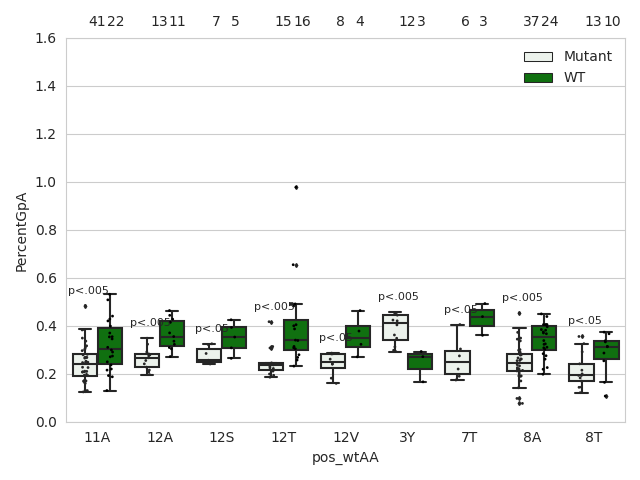 41 22 13 11 7 5 15 16 8 4 12 3 6 3 37 24 13 10
1.6
Mutant
WT
1.4
1.2
1.0
0.8
0.6
0.4
0.2
0.0
PercentGpA
p<.005 p<.005 p<.05 p<.005 p<.05 p<.005 p<.05 p<.005 p<.05
11A 12A 12S 12T 12V 3Y 7T 8A 8T
pos_wtAA